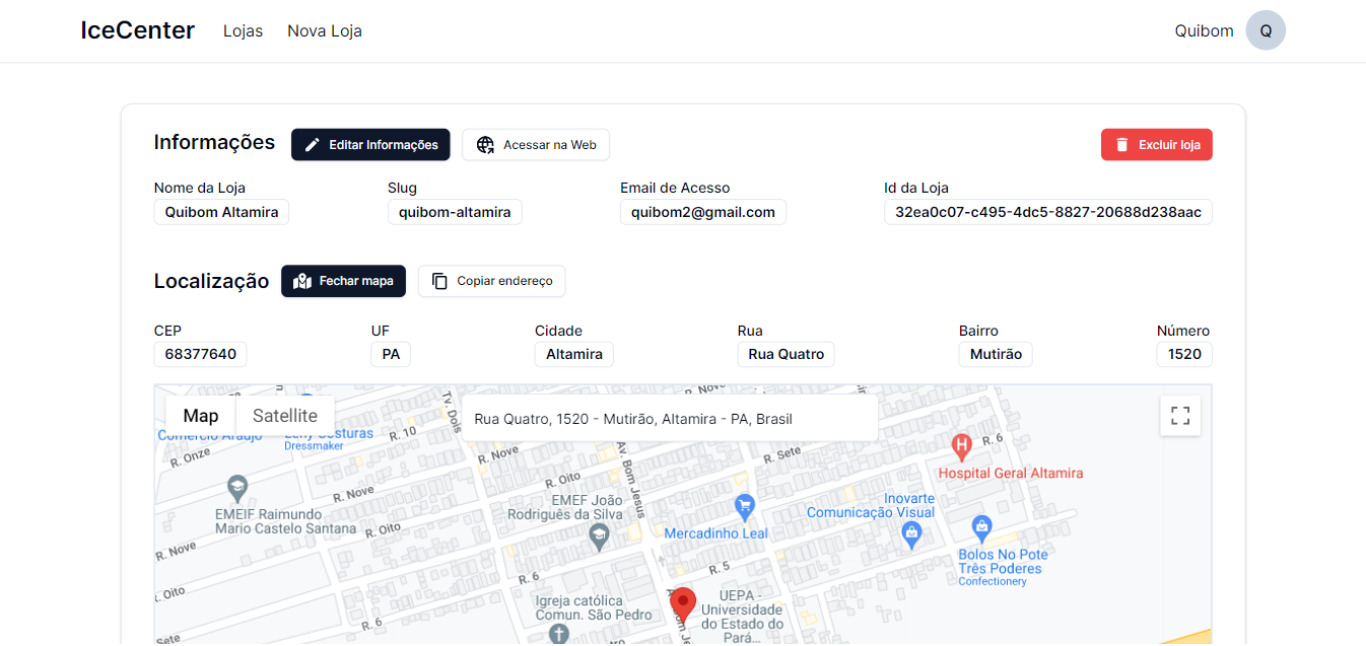 IceCenter Lojas Nova Loja Quibom Q
Informações Editar Informações Acessar na Web Excluir loja
Nome da Loja Slug Email de Acesso Id da Loja
Quibom Altamira quibom-altamira quibom2@gmail.com 32ea0c07-c495-4dc5-8827-20688d238aac
Localização Fechar mapa Copiar endereço
CEP UF Cidade Rua Bairro Número
68377640 PA Altamira Rua Quatro Mutirão 1520
Map Satellite
Rua Quatro, 1520 - Mutirão, Altamira - PA, Brasil
Tv. Dois
R. Nove
R. 10
Dressmaker
R. Onze
R. Nove
Av. Bom Jesus
R. Sete
R. 6
Hospital Geral Altamira
R. Oito
R. Nove
EMEF João
Rodrigues da Silva
Inovarte
Comunicação Visual
EMEIF Raimundo
Mario Castelo Santana
R. Oito
Mercadinho Leal
R. Nove
Bolos No Pote
Três Poderes
Confectionery
R. 5
R. 6
. Oito
Igreja católica
Comun. São Pedro
UEPA -
Universidade
do Estado do
Pará...
R. 6
Sete